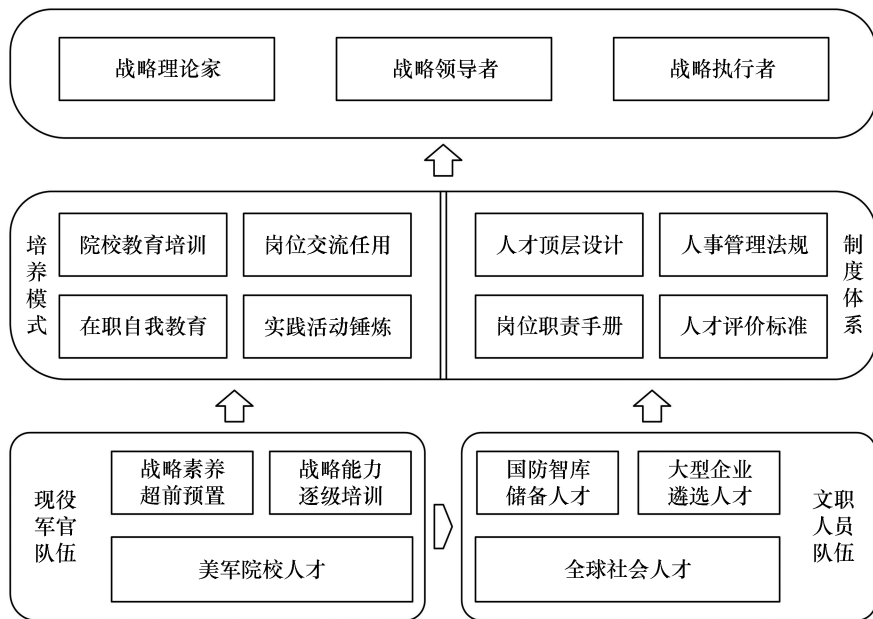 战略理论家
战略领导者
战略执行者
培养模式
院校教育培训
岗位交流任用
在职自我教育
实践活动锤炼
人才顶层设计
人事管理法规
岗位职责手册
人才评价标准
制度体系
现役
军官
队伍
战略素养
超前预置
战略能力
逐级培训
美军院校人才
国防智库
储备人才
大型企业
遴选人才
全球社会人才
文职
人员
队伍